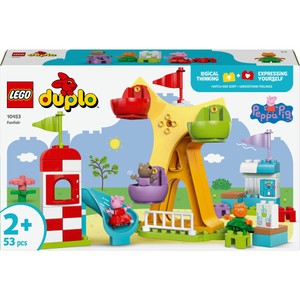 LEGO
duplo
10453
Funfair
LOGICAL
THINKING
EXPRESSING
YOURSELF
Peppa Pig
2+
53 pcs